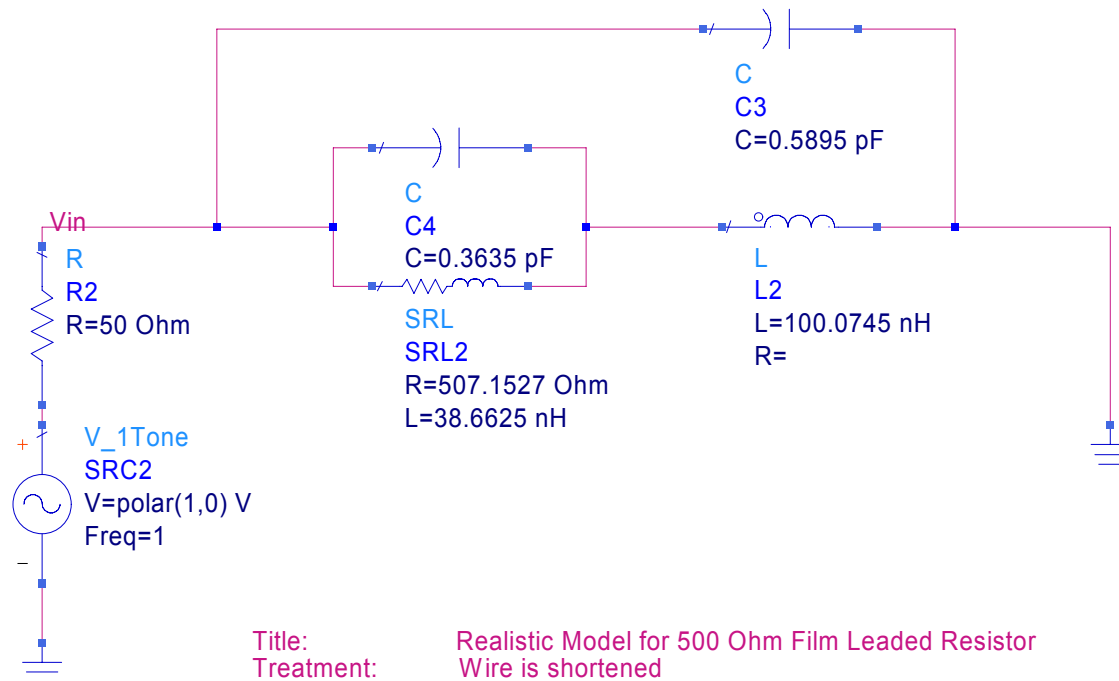 C
C3
C=0.5895 pF
C
C4
C=0.3635 pF
Vin
R
R2
R=50 Ohm
L
L2
L=100.0745 nH
R=
SRL
SRL2
R=507.1527 Ohm
L=38.6625 nH
+
V_1Tone
SRC2
V=polar(1,0) V
Freq=1
−
Title: Realistic Model for 500 Ohm Film Leaded Resistor
Treatment: Wire is shortened